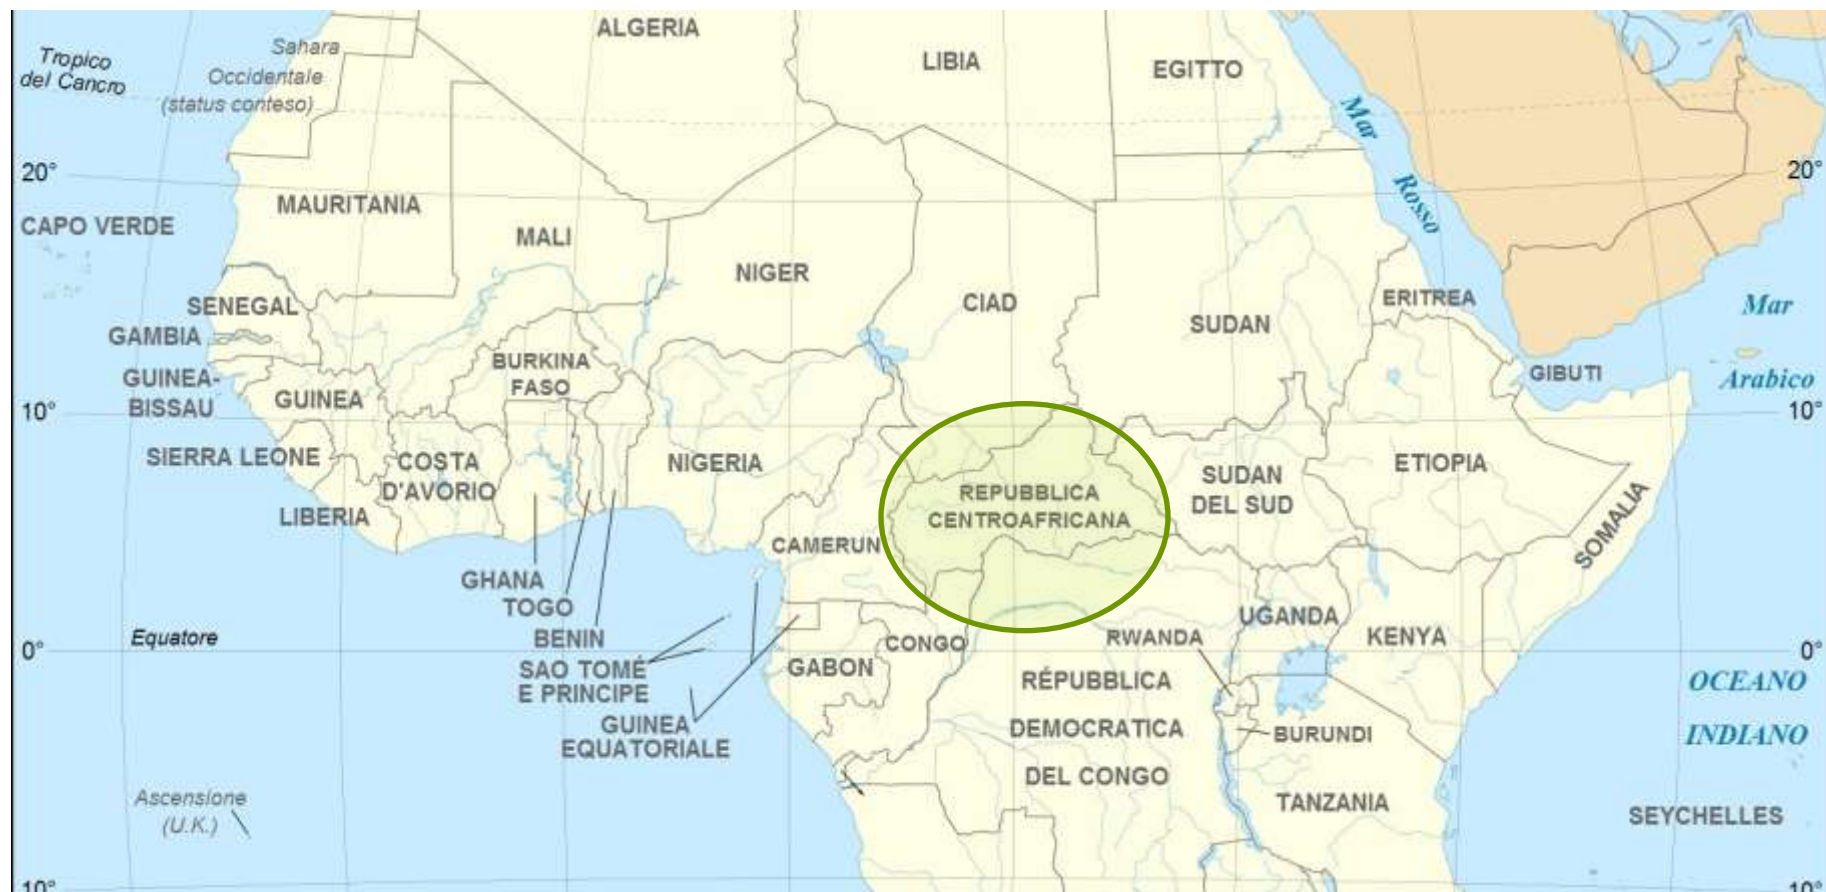 ALGERIA
LIBIA
EGITTO
Tropico
del Cancro
Sahara
Occidentale
(status conteso)
Mar
Rosso
20°
20°
CAPO VERDE
MAURITANIA
MALI
NIGER
CIAD
SUDAN
ERITREA
Mar
Arabico
SENEGAL
GAMBIA
GUINEA-
BISSAU
GUINEA
BURKINA
FASO
GIBUTI
10°
10°
SIERRA LEONE
COSTA
D'AVORIO
NIGERIA
REPUBBLICA
CENTROAFRICANA
SUDAN
DEL SUD
ETIOPIA
SOMALIA
LIBERIA
CAMERUN
GHANA
TOGO
BENIN
SAO TOMÉ
E PRINCIPE
GUINEA
EQUATORIALE
Equatore
0°
0°
GABON
CONGO
RWANDA
UGANDA
KENYA
RÉPUBBLICA
DEMOCRATICA
DEL CONGO
BURUNDI
TANZANIA
OCEANO
INDIANO
Ascensione
(U.K.)
SEYCHELLES
10°
10°